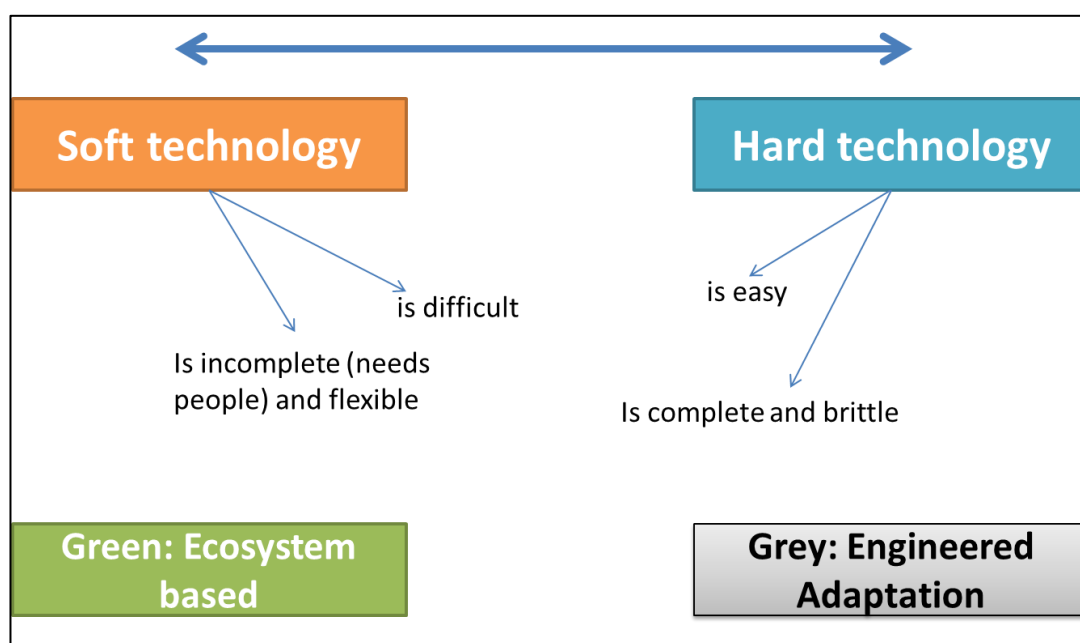 Soft technology
Hard technology
is difficult
is easy
Is incomplete (needs
people) and flexible
Is complete and brittle
Green: Ecosystem
based
Grey: Engineered
Adaptation